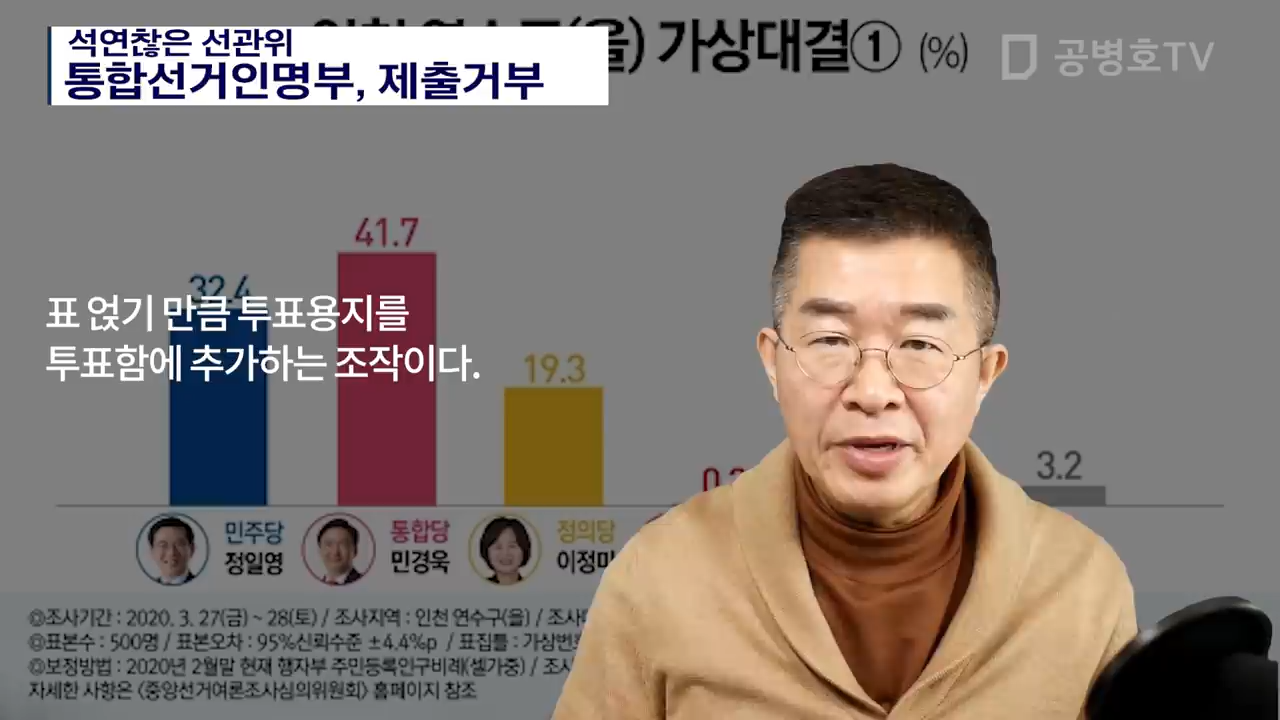 석연찮은 선관위
통합선거인명부, 제출거부
가상대결① (%)
공병호TV
41.7
32.4
표 얹기 만큼 투표용지를
투표함에 추가하는 조작이다.
19.3
3.2
민주당
정일영
통합당
민경욱
정의당
이정미
◎조사기간 : 2020. 3. 27(금) ~ 28(토) / 조사지역 : 인천 연수구(을) /
◎표본수 : 500명 / 표본오차 : 95%신뢰수준 ±4.4%p / 표집틀 :
◎보정방법 : 2020년 2월말 현재 행자부 주민등록인구비례(셀가중) /
자세한 사항은 <중앙선거여론조사심의위원회> 홈페이지 참조